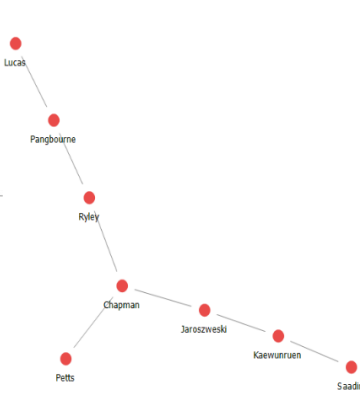 Lucas
Pangbourne
Ryley
Chapman
Jaroszweski
Kaewunruen
Petts